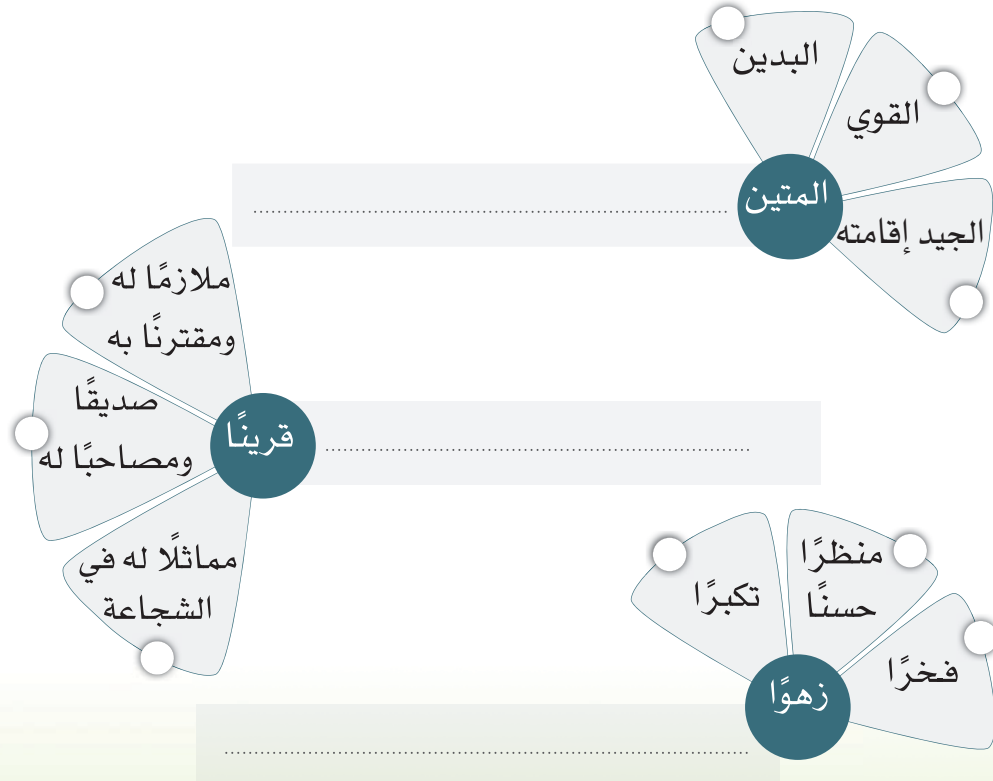 البدين
القوي
الجيد إقامته
المتين
ملازمًا له
ومقترنًا به
صديقًا
ومصاحبًا له
مماثلًا له في
الشجاعة
قرينًا
منظرًا
حسنًا
تكبرًا
فخرًا
زهوًا